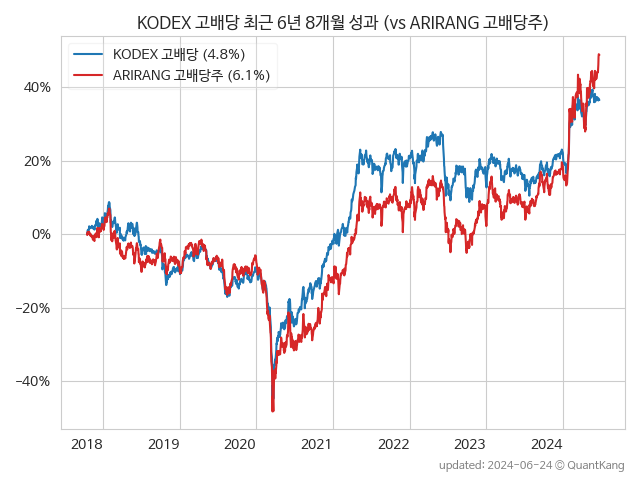 KODEX 고배당 최근 6년 8개월 성과 (vs ARIRANG 고배당주)
KODEX 고배당 (4.8%)
ARIRANG 고배당주 (6.1%)
40%
20%
0%
−20%
−40%
2018 2019 2020 2021 2022 2023 2024
updated: 2024-06-24 © QuantKang